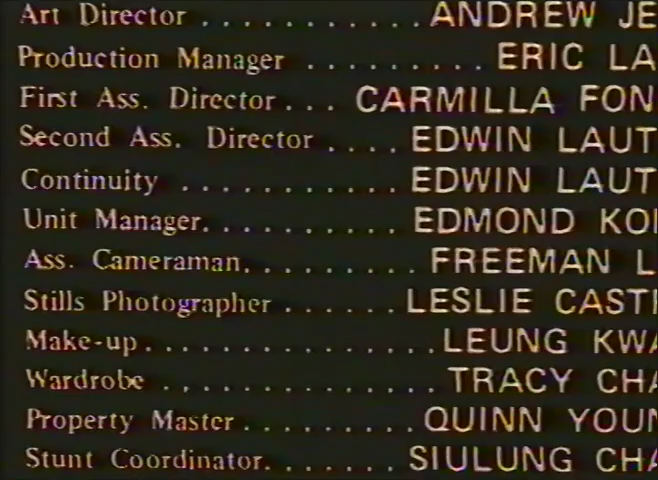 Art Director . . . . . . . . . . . ANDREW JE
Production Manager . . . . . . . . . ERIC LA
First Ass. Director . . . CARMILLA FON
Second Ass. Director . . . . EDWIN LAUT
Continuity . . . . . . . . . . . EDWIN LAUT
Unit Manager. . . . . . . . . . . EDMOND KO
Ass. Cameraman. . . . . . . . . FREEMAN L
Stills Photographer . . . . . . LESLIE CAST
Make-up . . . . . . . . . . . . . . LEUNG KWA
Wardrobe . . . . . . . . . . . . . TRACY CHA
Property Master . . . . . . . . . QUINN YOUN
Stunt Coordinator. . . . . . . SIULUNG CHA